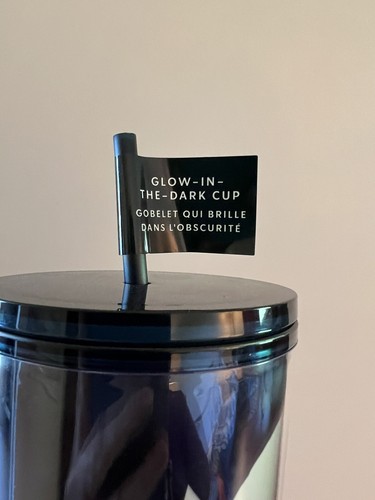 GLOW-IN-
THE-DARK CUP
GOBELET QUI BRILLE
DANS L'OBSCURITÉ